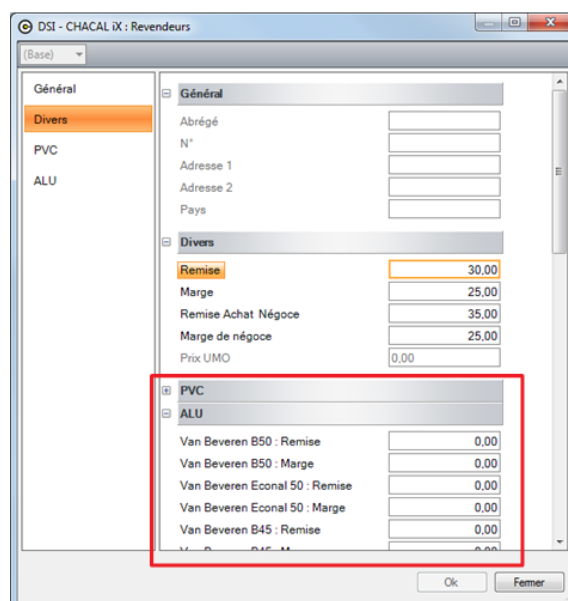 DSI - CHACAL iX : Revendeurs
(Base)
Général
Divers
PVC
ALU
Général
Abrégé
N°
Adresse 1
Adresse 2
Pays
Divers
Remise 30,00
Marge 25,00
Remise Achat Négoce 35,00
Marge de négoce 25,00
Prix UMO 0,00
PVC
ALU
Van Beveren B50 : Remise 0,00
Van Beveren B50 : Marge 0,00
Van Beveren Econal 50 : Remise 0,00
Van Beveren Econal 50 : Marge 0,00
Van Beveren B45 : Remise 0,00
Ok Fermer